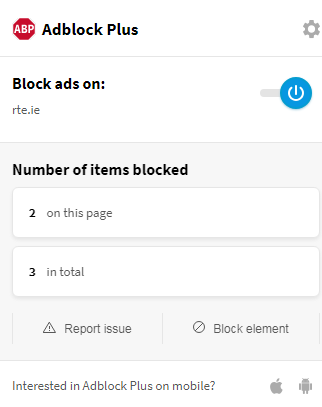 ABP Adblock Plus
Block ads on:
rte.ie
Number of items blocked
2 on this page
3 in total
Report issue Block element
Interested in Adblock Plus on mobile?